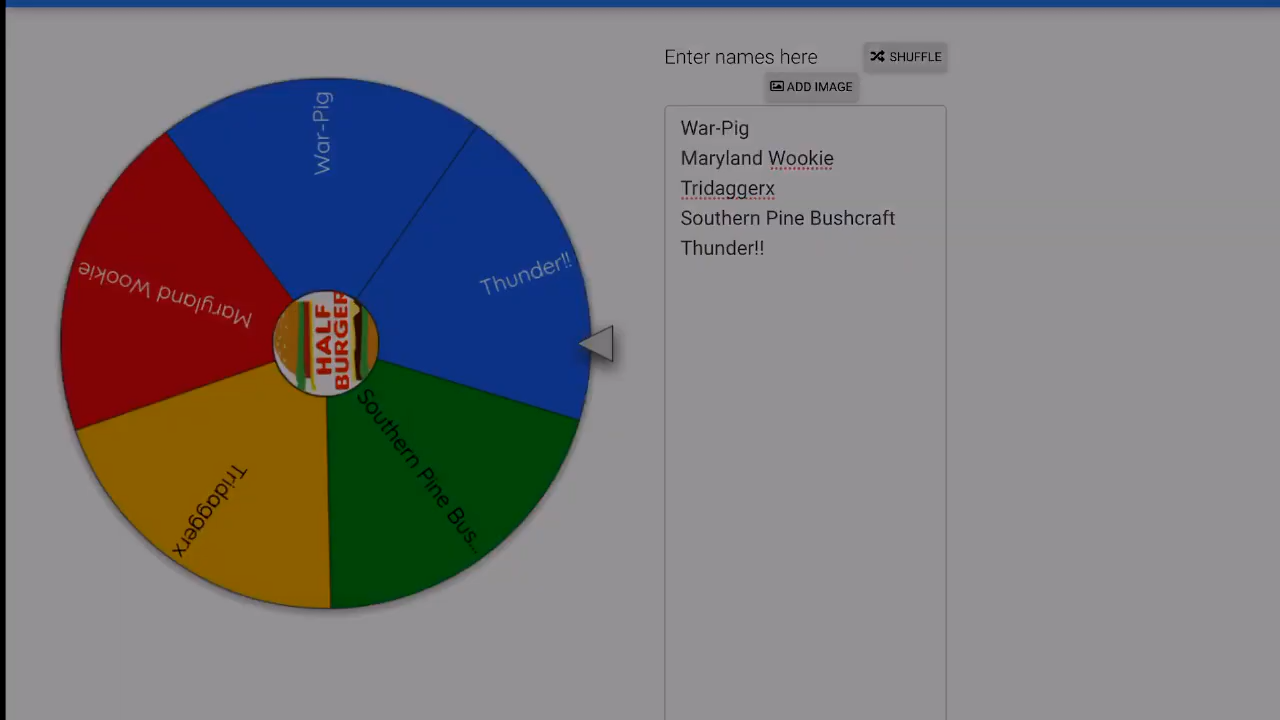 Enter names here
SHUFFLE
ADD IMAGE
War-Pig
Maryland Wookie
Tridaggerx
Southern Pine Bushcraft
Thunder!!
War-Pig
Thunder!!
Maryland Wookie
HALF
BURGER
Southern Pine Bus...
Tridaggerx